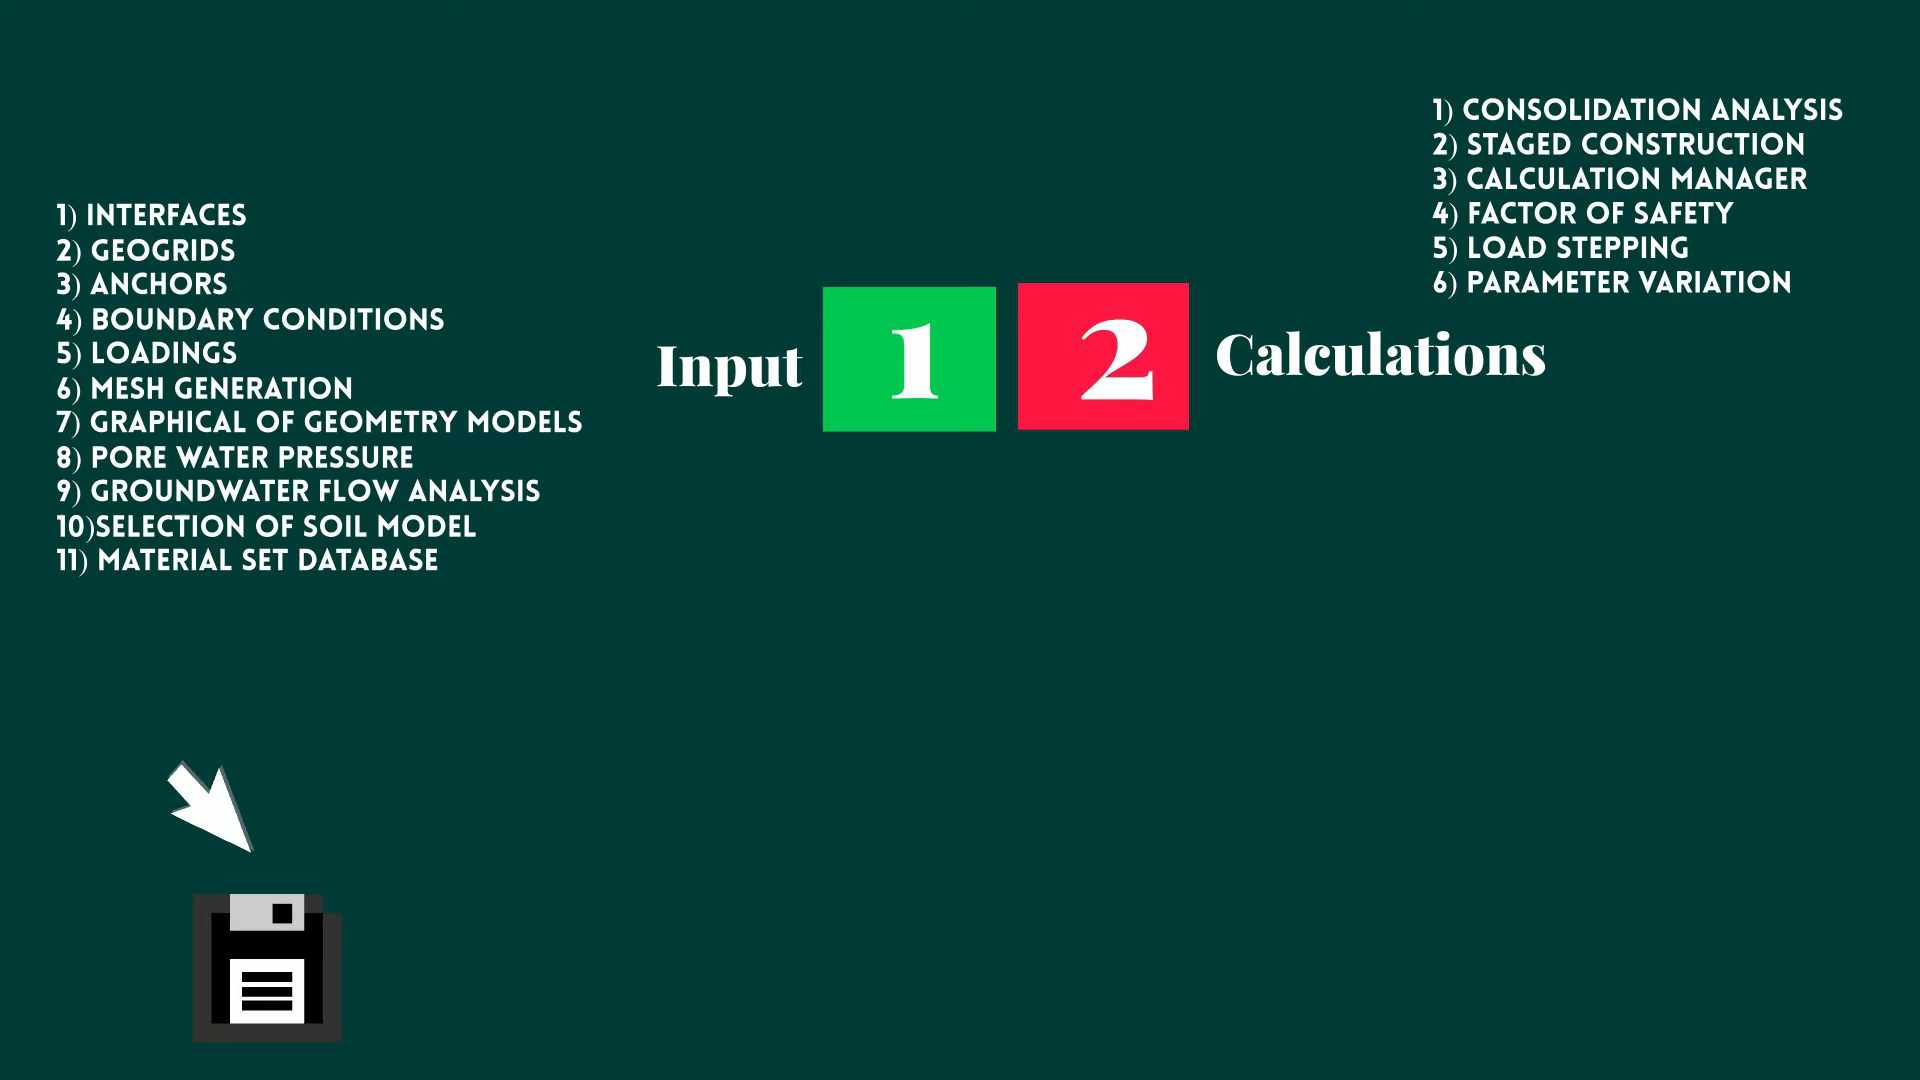 1) INTERFACES
2) GEOGRIDS
3) ANCHORS
4) BOUNDARY CONDITIONS
5) LOADINGS
6) MESH GENERATION
7) GRAPHICAL OF GEOMETRY MODELS
8) PORE WATER PRESSURE
9) GROUNDWATER FLOW ANALYSIS
10)SELECTION OF SOIL MODEL
11) MATERIAL SET DATABASE
Input
1
2
Calculations
1) CONSOLIDATION ANALYSIS
2) STAGED CONSTRUCTION
3) CALCULATION MANAGER
4) FACTOR OF SAFETY
5) LOAD STEPPING
6) PARAMETER VARIATION